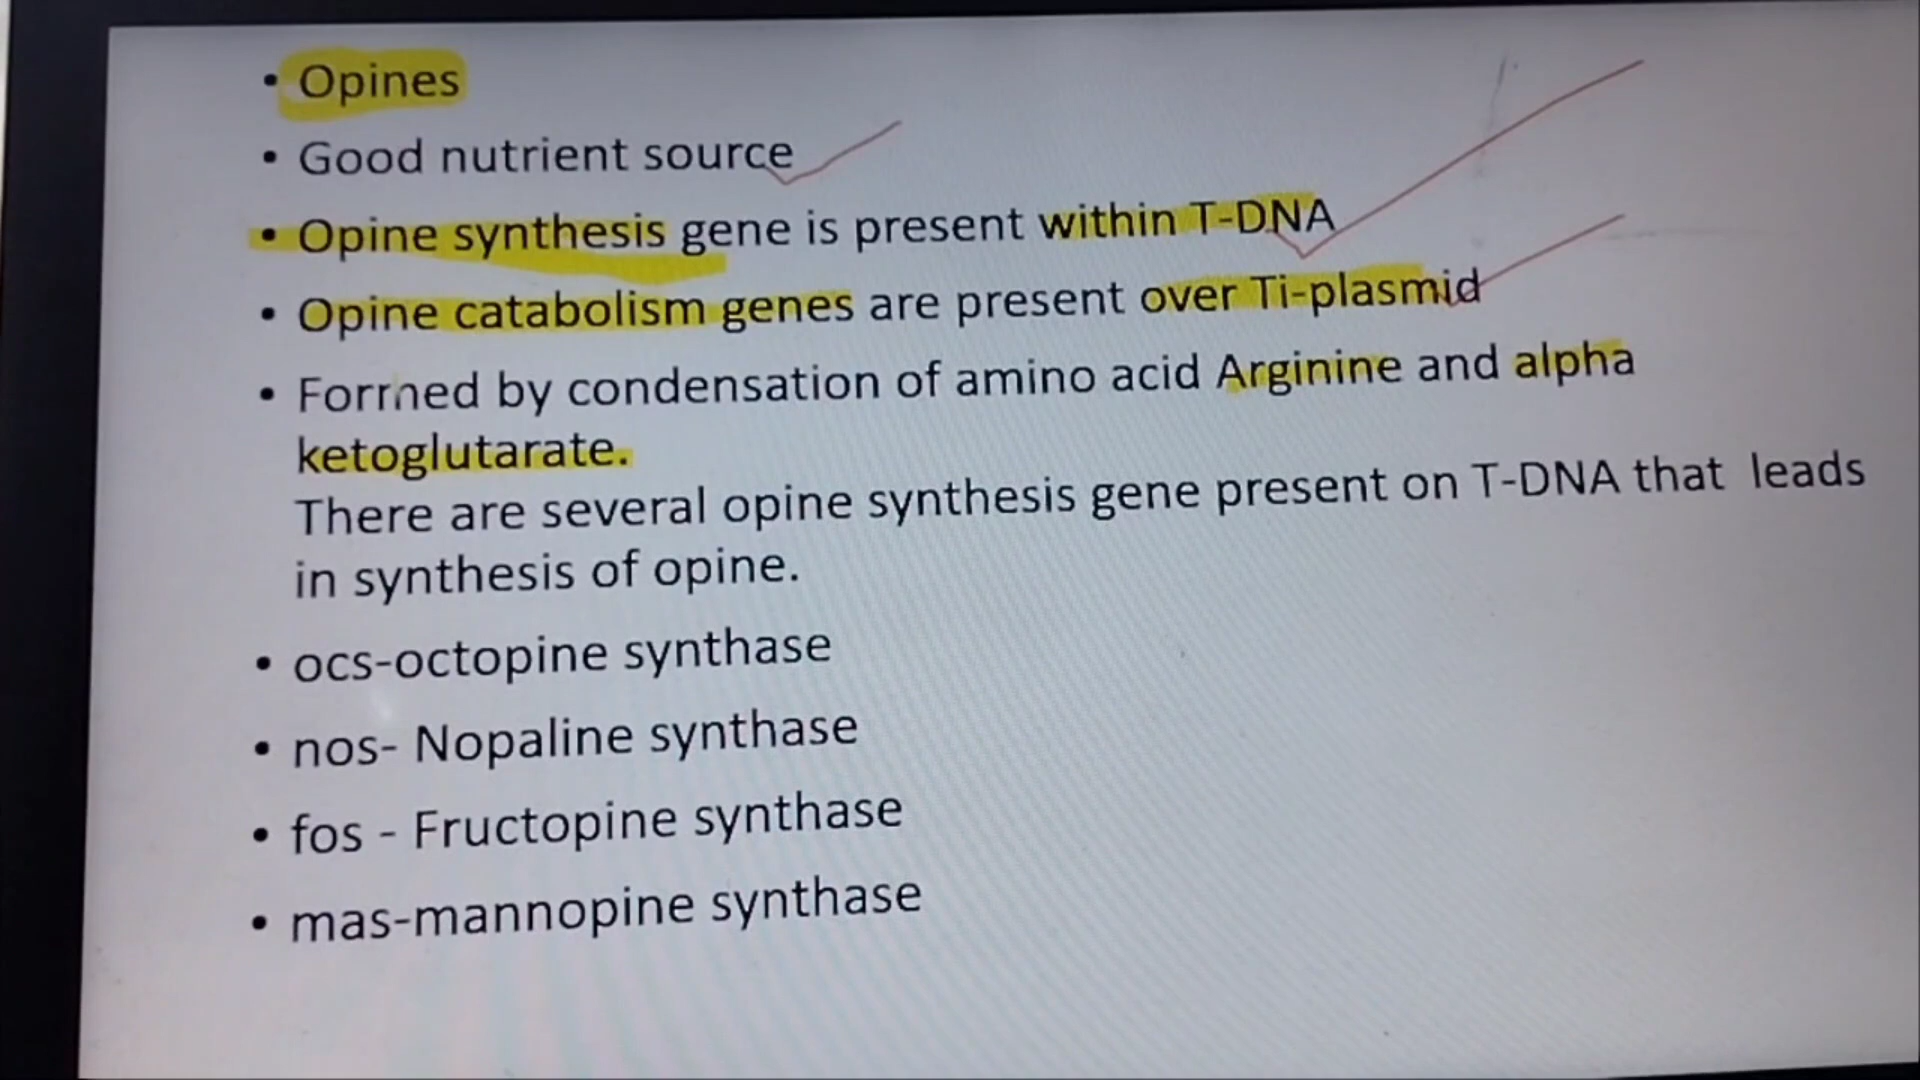 • Opines
• Good nutrient source
• Opine synthesis gene is present within T-DNA
• Opine catabolism genes are present over Ti-plasmid
• Formed by condensation of amino acid Arginine and alpha
ketoglutarate.
There are several opine synthesis gene present on T-DNA that leads
in synthesis of opine.
• ocs-octopine synthase
• nos- Nopaline synthase
• fos - Fructopine synthase
• mas-mannopine synthase